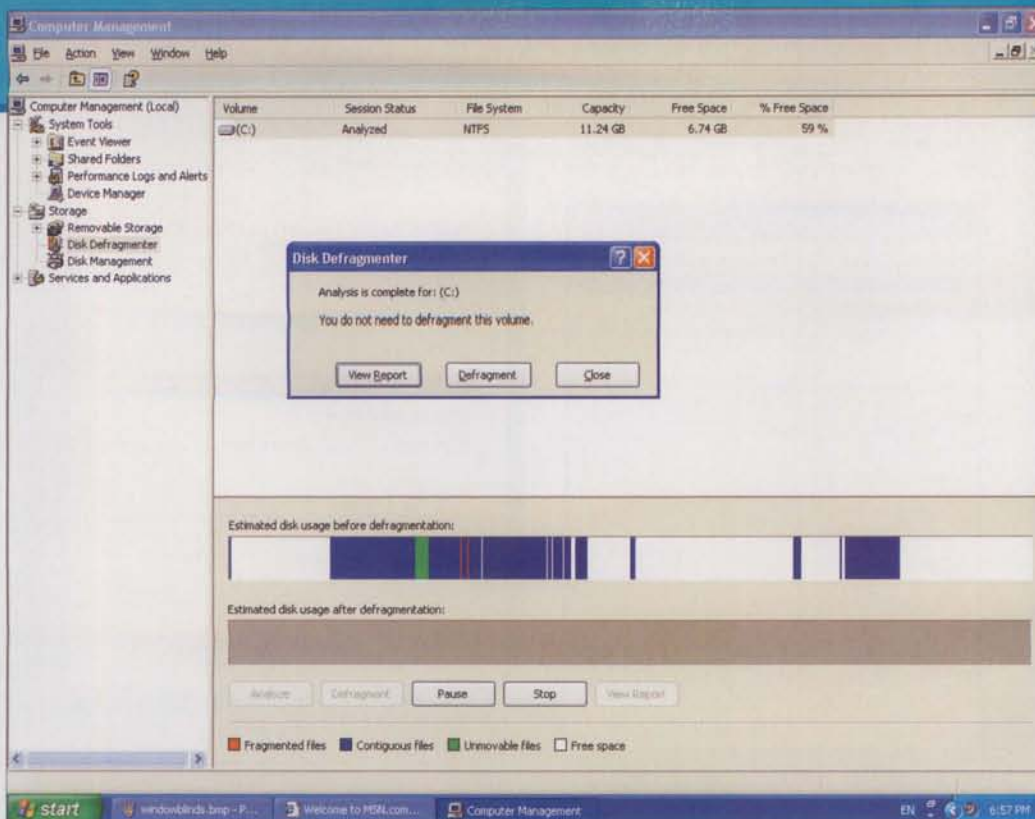 Computer Management
File Action View Window Help
Computer Management (Local)
System Tools
Event Viewer
Shared Folders
Performance Logs and Alerts
Device Manager
Storage
Removable Storage
Disk Defragmenter
Disk Management
Services and Applications
Volume Session Status File System Capacity Free Space % Free Space
(C:) Analyzed NTFS 11.24 GB 6.74 GB 59 %
Disk Defragmenter
Analysis is complete for: (C:)
You do not need to defragment this volume.
View Report Defragment Close
Estimated disk usage before defragmentation:
Estimated disk usage after defragmentation:
Analyze Defragment Pause Stop View Report
Fragmented files Contiguous files Unmovable files Free space
start windowblinds.bmp - P... Welcome to MSN.com... Computer Management EN 6:57 PM